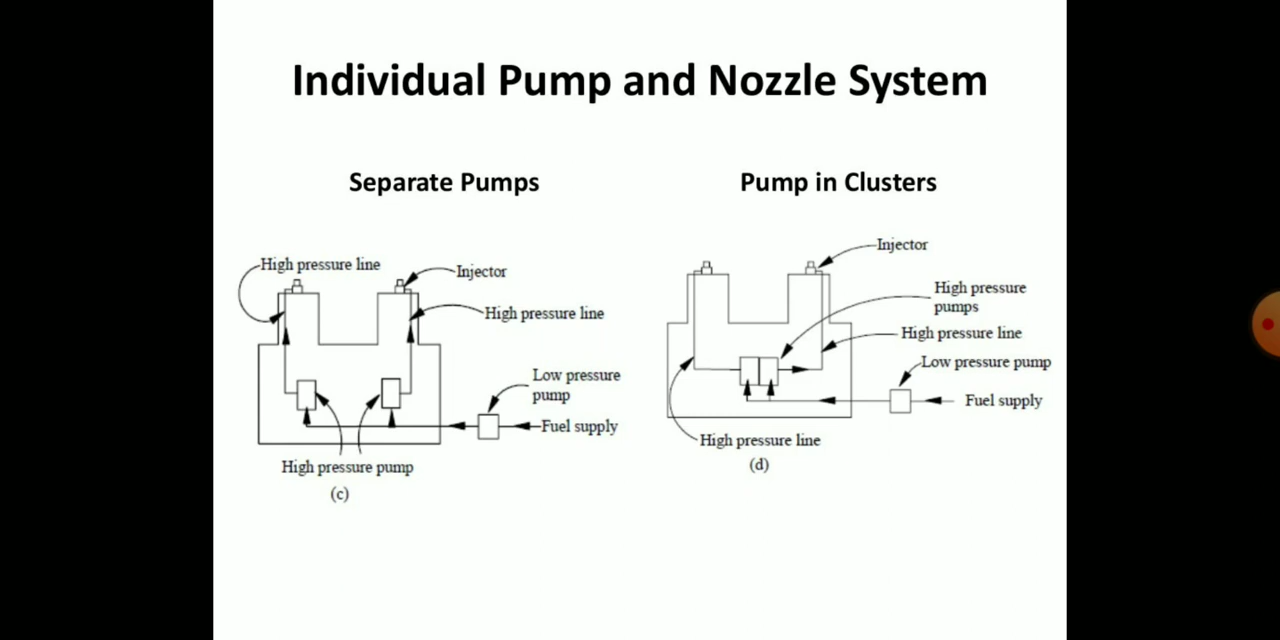 Individual Pump and Nozzle System
Separate Pumps
High pressure line
Injector
High pressure line
Low pressure
pump
Fuel supply
High pressure pump
(c)
Pump in Clusters
Injector
High pressure
pumps
High pressure line
Low pressure pump
Fuel supply
High pressure line
(d)